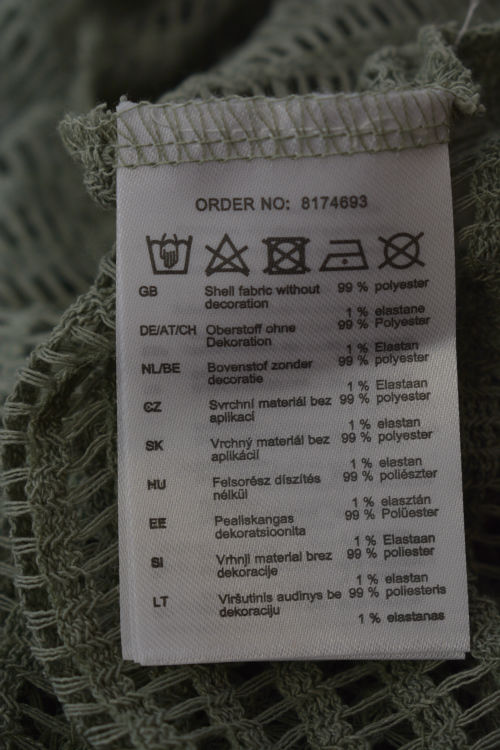 ORDER NO: 8174693
GB Shell fabric without 99 % polyester
decoration
1 % elastane
DE/AT/CH Oberstoff ohne 99 % Polyester
Dekoration
1 % Elastan
NL/BE Bovenstof zonder 99 % polyester
decoratie
1 % Elastaan
CZ Svrchní materiál bez 99 % polyester
aplikací
1 % elastan
SK Vrchný materiál bez 99 % polyester
aplikácií
1 % elastan
HU Felsőrész díszítés 99 % poliészter
nélkül
1 % elasztán
EE Pealiskangas 99 % Polüester
dekoratsioonita
1 % Elastaan
SI Vrhnji material brez 99 % poliester
dekoracije
1 % elastan
LT Viršutinis audinys be 99 % poliesteris
dekoracijų
1 % elastanas